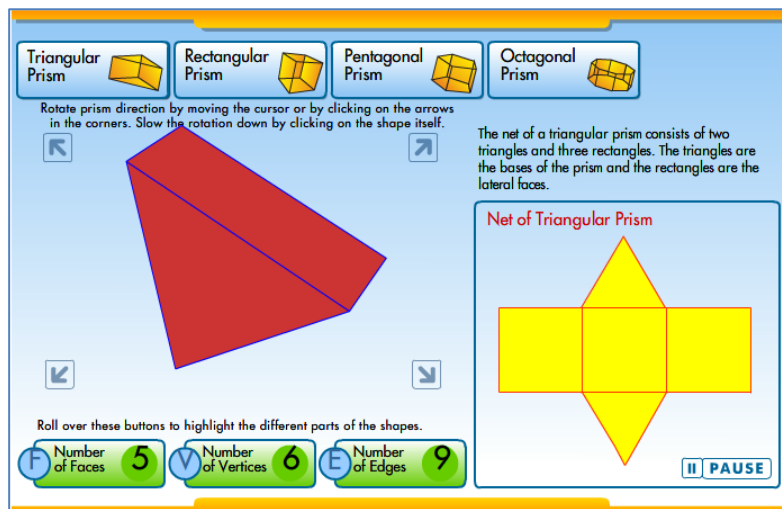 Triangular
Prism
Rectangular
Prism
Pentagonal
Prism
Octagonal
Prism
Rotate prism direction by moving the cursor or by clicking on the arrows
in the corners. Slow the rotation down by clicking on the shape itself.
The net of a triangular prism consists of two
triangles and three rectangles. The triangles are
the bases of the prism and the rectangles are the
lateral faces.
Net of Triangular Prism
Roll over these buttons to highlight the different parts of the shapes.
F Number
of Faces 5
V Number
of Vertices 6
E Number
of Edges 9
PAUSE